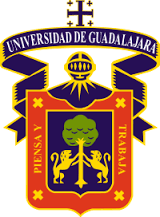 UNIVERSIDAD DE GUADALAJARA
PIENSA Y
TRABAJA